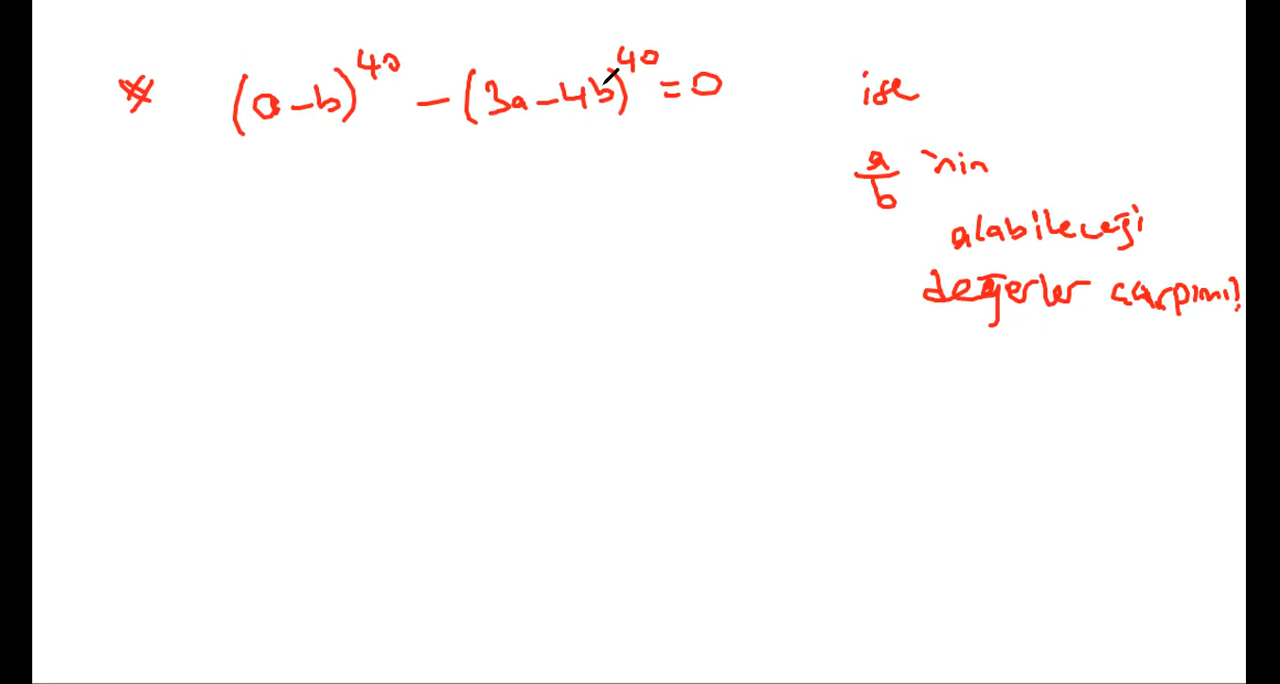 * (a-b)^40 - (3a-4b)^40 = 0 ise
a/b 'nin
alabileceği
değerler çarpımı?